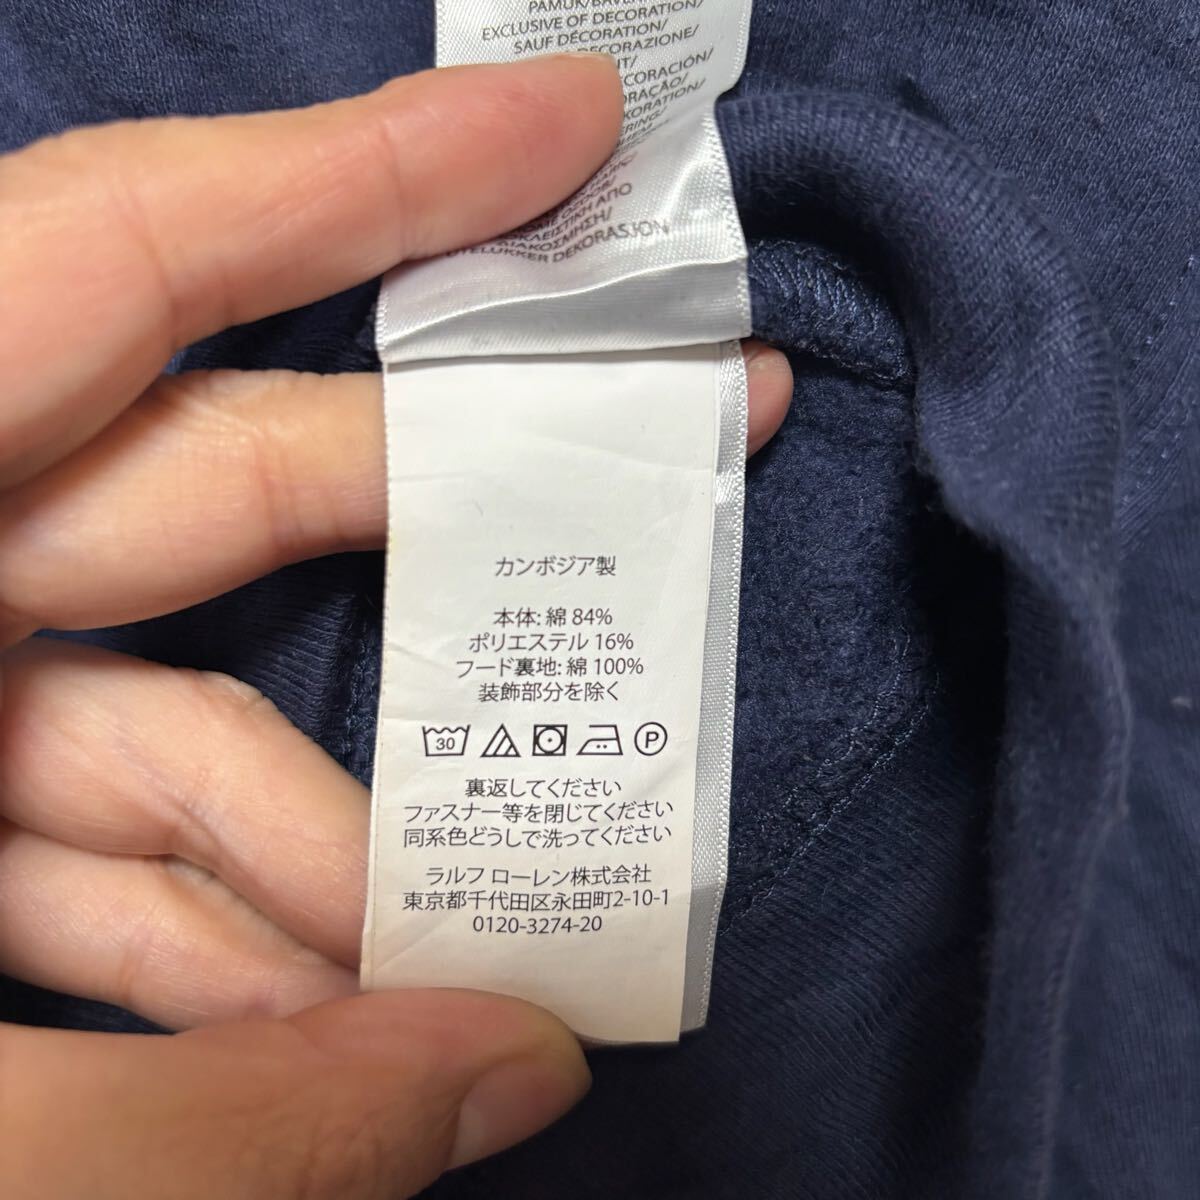 PAMUK/
EXCLUSIVE OF DECORATION/
SAUF DÉCORATION/
DECORAZIONE/
DIAKOΣΜΗΣΗ/
DEKORASJON
カンボジア製
本体: 綿 84%
ポリエステル 16%
フード裏地: 綿 100%
装飾部分を除く
30
P
裏返してください
ファスナー等を閉じてください
同系色どうしで洗ってください
ラルフ ローレン株式会社
東京都千代田区永田町2-10-1
0120-3274-20